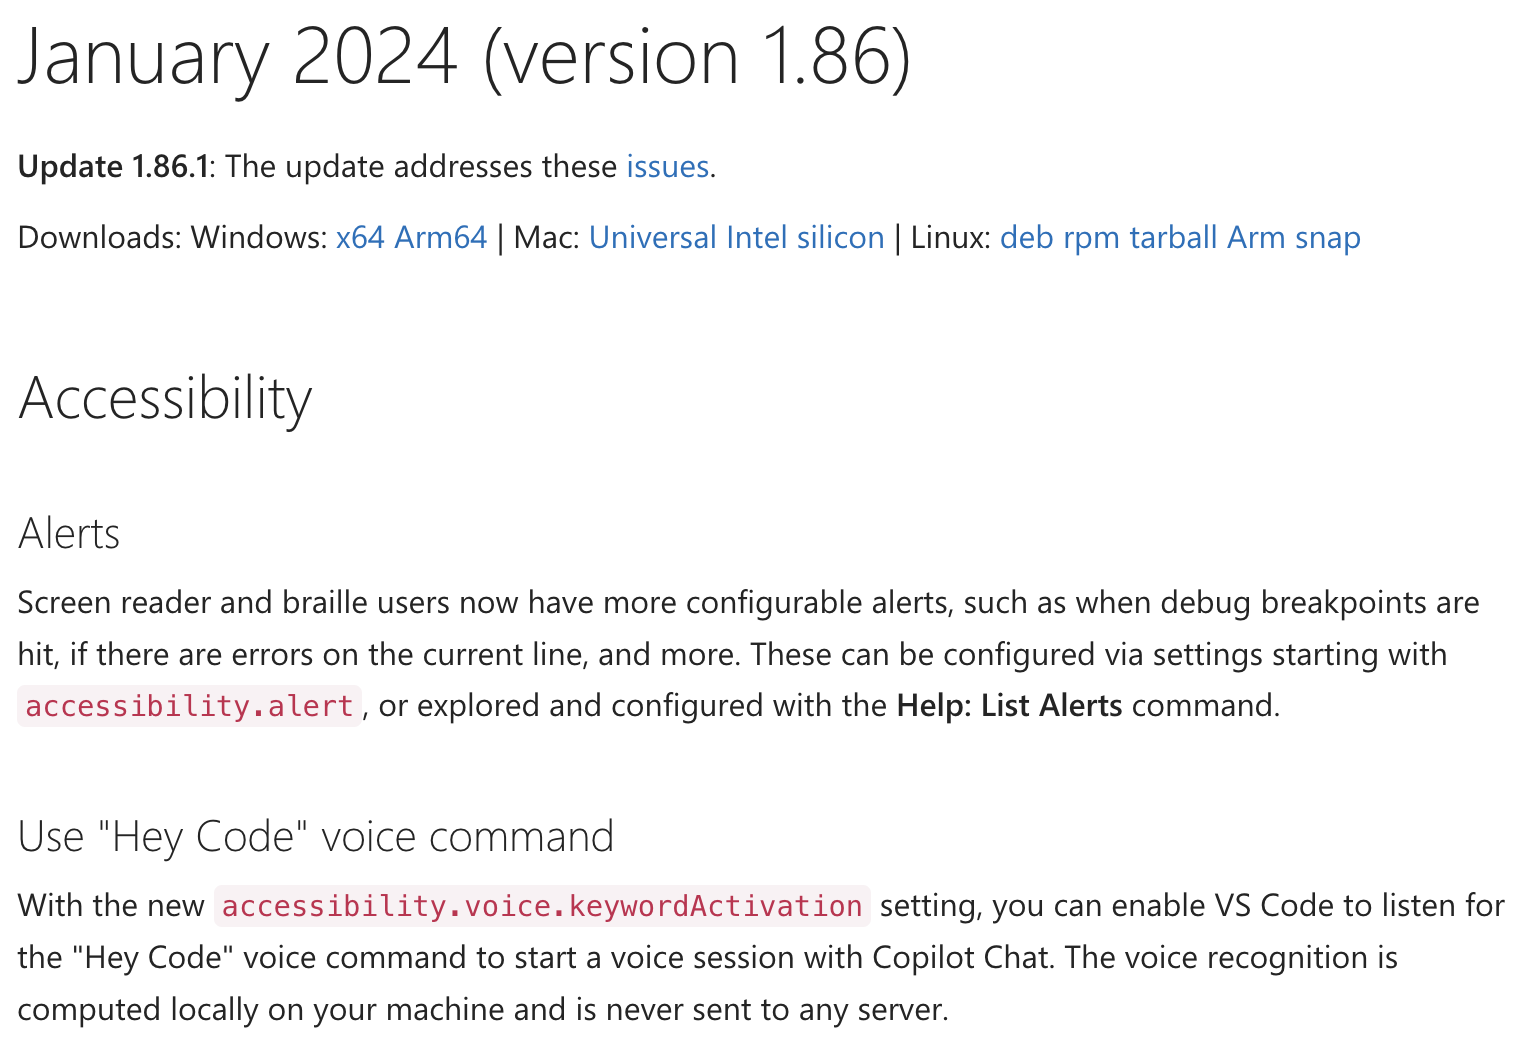 January 2024 (version 1.86)
Update 1.86.1: The update addresses these issues.
Downloads: Windows: x64 Arm64 | Mac: Universal Intel silicon | Linux: deb rpm tarball Arm snap
Accessibility
Alerts
Screen reader and braille users now have more configurable alerts, such as when debug breakpoints are
hit, if there are errors on the current line, and more. These can be configured via settings starting with
accessibility.alert, or explored and configured with the Help: List Alerts command.
Use "Hey Code" voice command
With the new accessibility.voice.keywordActivation setting, you can enable VS Code to listen for
the "Hey Code" voice command to start a voice session with Copilot Chat. The voice recognition is
computed locally on your machine and is never sent to any server.